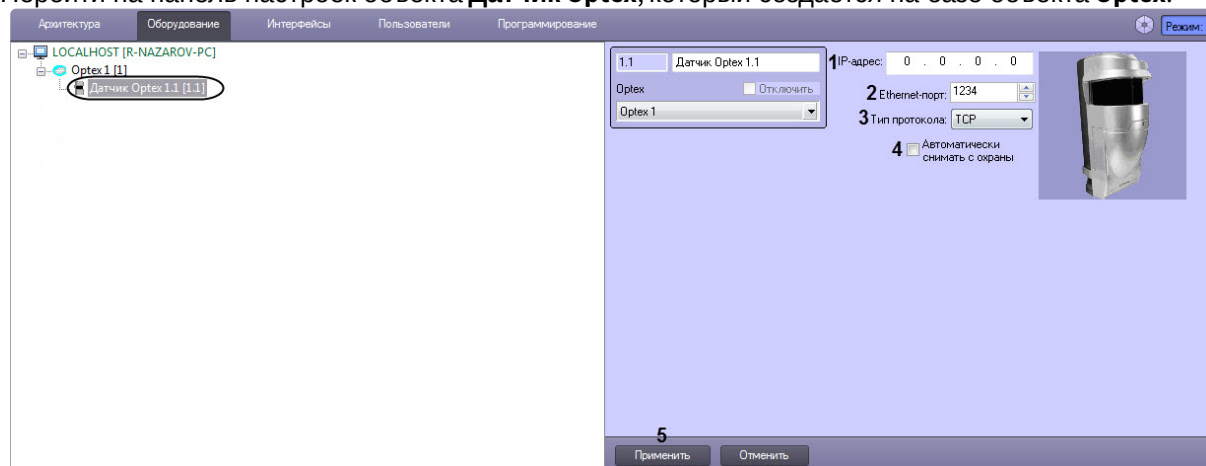 Перейти на панель настроек объекта Датчик Optex, который создается на базе объекта Optex.
Архитектура Оборудование Интерфейсы Пользователи Программирование Режим:
LOCALHOST [R-NAZAROV-PC]
Optex 1 [1]
Датчик Optex 1.1 [1.1]
1.1 Датчик Optex 1.1
Optex Отключить
Optex 1
1 IP-адрес: 0 . 0 . 0 . 0
2 Ethernet-порт: 1234
3 Тип протокола: TCP
4 Автоматически
снимать с охраны
5
Применить Отменить